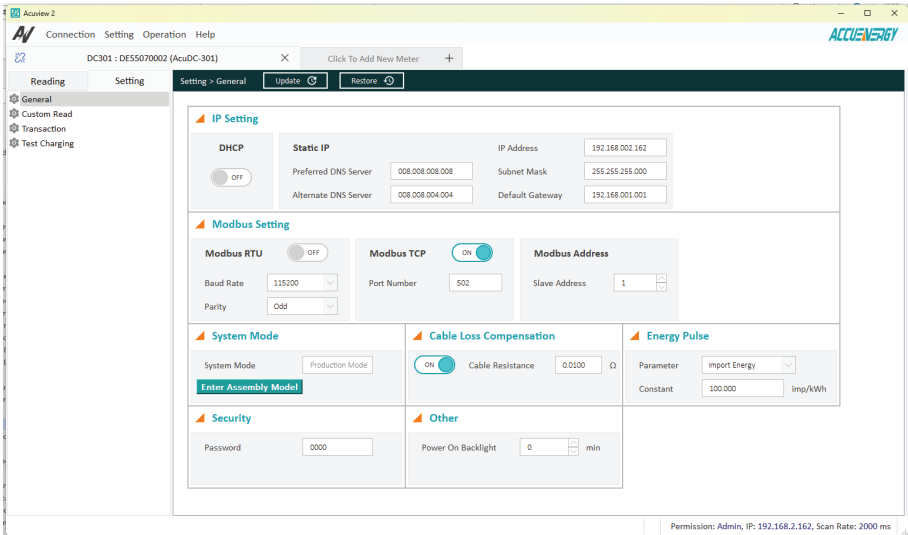 Acuview 2
Connection Setting Operation Help
ACCUENERGY
DC301 : DE55070002 (AcuDC-301)
Click To Add New Meter +
Reading Setting
Setting > General Update Restore
General
Custom Read
Transaction
Test Charging
IP Setting
DHCP
OFF
Static IP
IP Address 192.168.002.162
Preferred DNS Server 008.008.008.008 Subnet Mask 255.255.255.000
Alternate DNS Server 008.008.004.004 Default Gateway 192.168.001.001
Modbus Setting
Modbus RTU OFF
Baud Rate 115200
Parity Odd
Modbus TCP ON
Port Number 502
Modbus Address
Slave Address 1
System Mode
System Mode Production Mode
Enter Assembly Model
Cable Loss Compensation
ON Cable Resistance 0.0100 Ω
Energy Pulse
Parameter Import Energy
Constant 100.000 imp/kWh
Security
Password 0000
Other
Power On Backlight 0 min
Permission: Admin, IP: 192.168.2.162, Scan Rate: 2000 ms